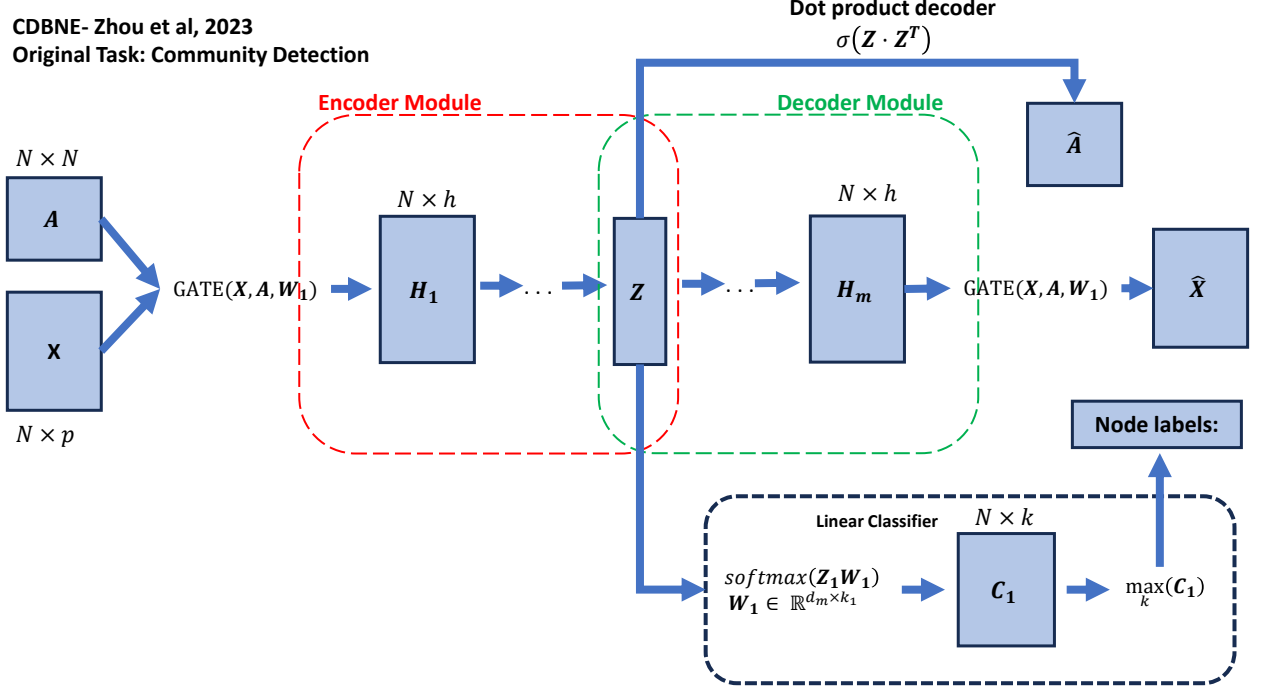 CDBNE- Zhou et al, 2023
Original Task: Community Detection
Dot product decoder
σ(Z · Z^T)
Encoder Module
Decoder Module
N × N
A
X
N × p
GATE(X, A, W_1)
N × h
H_1
. . .
Z
. . .
N × h
H_m
GATE(X, A, W_1)
Â
X̂
Node labels:
Linear Classifier
N × k
softmax(Z_1W_1)
W_1 ∈ ℝ^{d_m×k_1}
C_1
max_k(C_1)